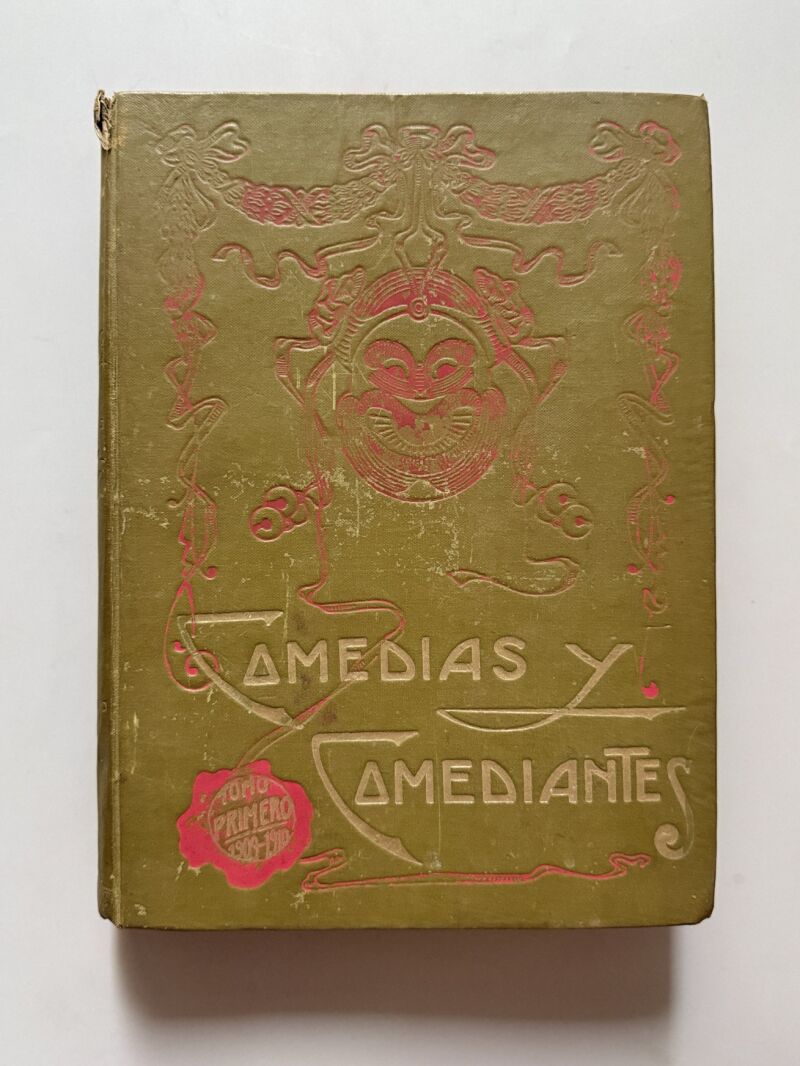 COMEDIAS Y
COMEDIANTES
TOMO
PRIMERO
1909-1910